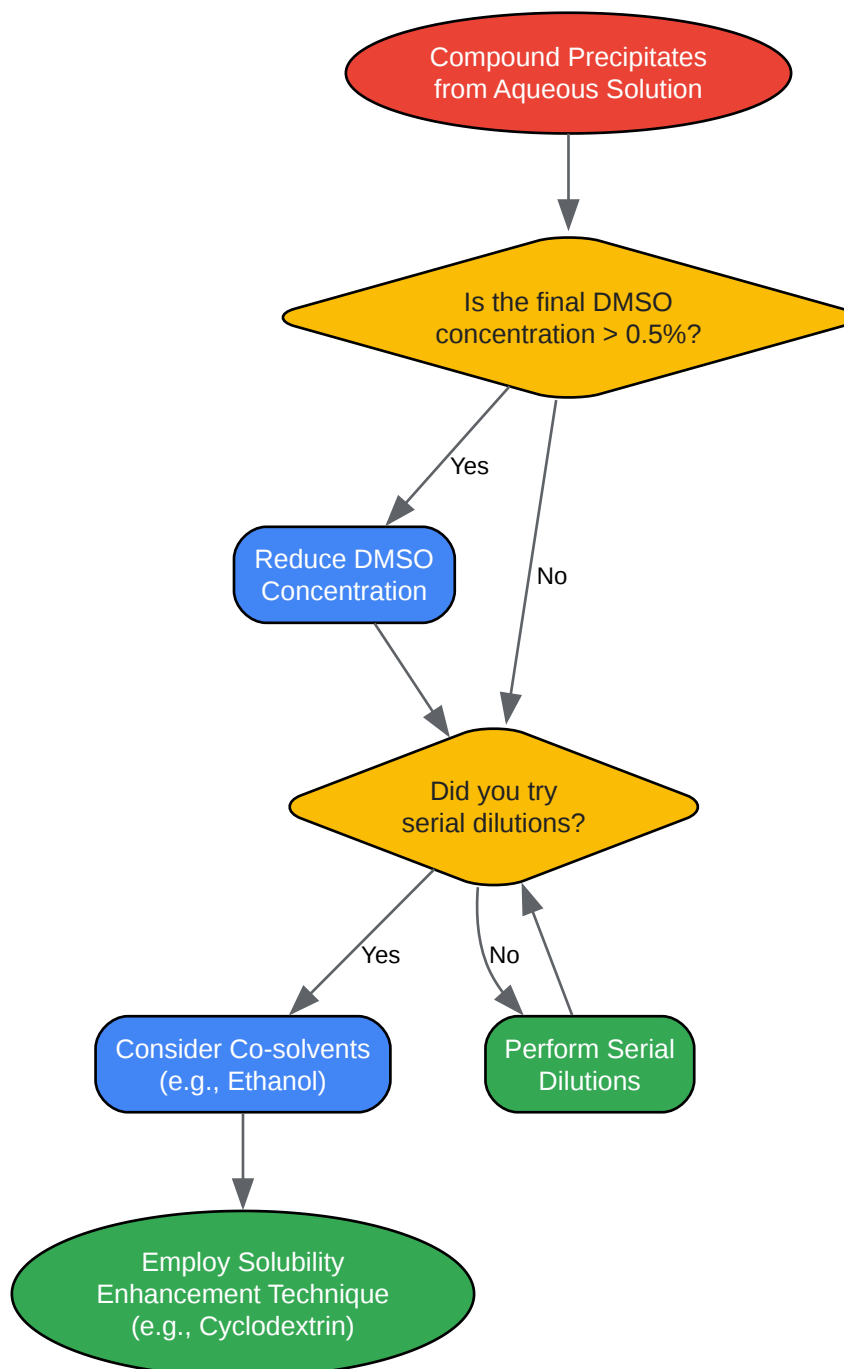 Compound Precipitates
from Aqueous Solution
Is the final DMSO
concentration > 0.5%?
Yes
Reduce DMSO
Concentration
No
Did you try
serial dilutions?
Yes
No
Consider Co-solvents
(e.g., Ethanol)
Perform Serial
Dilutions
Employ Solubility
Enhancement Technique
(e.g., Cyclodextrin)